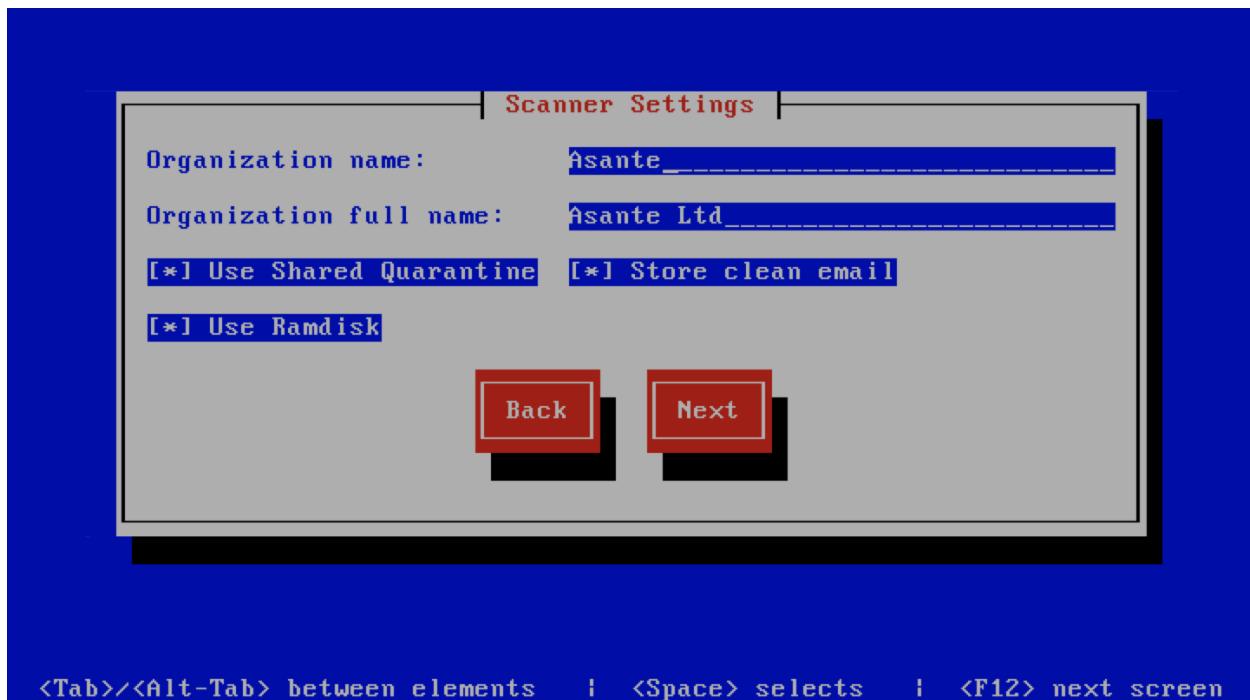 Scanner Settings
Organization name: Asante
Organization full name: Asante Ltd
[*] Use Shared Quarantine [*] Store clean email
[*] Use Ramdisk
Back Next
<Tab>/<Alt-Tab> between elements | <Space> selects | <F12> next screen